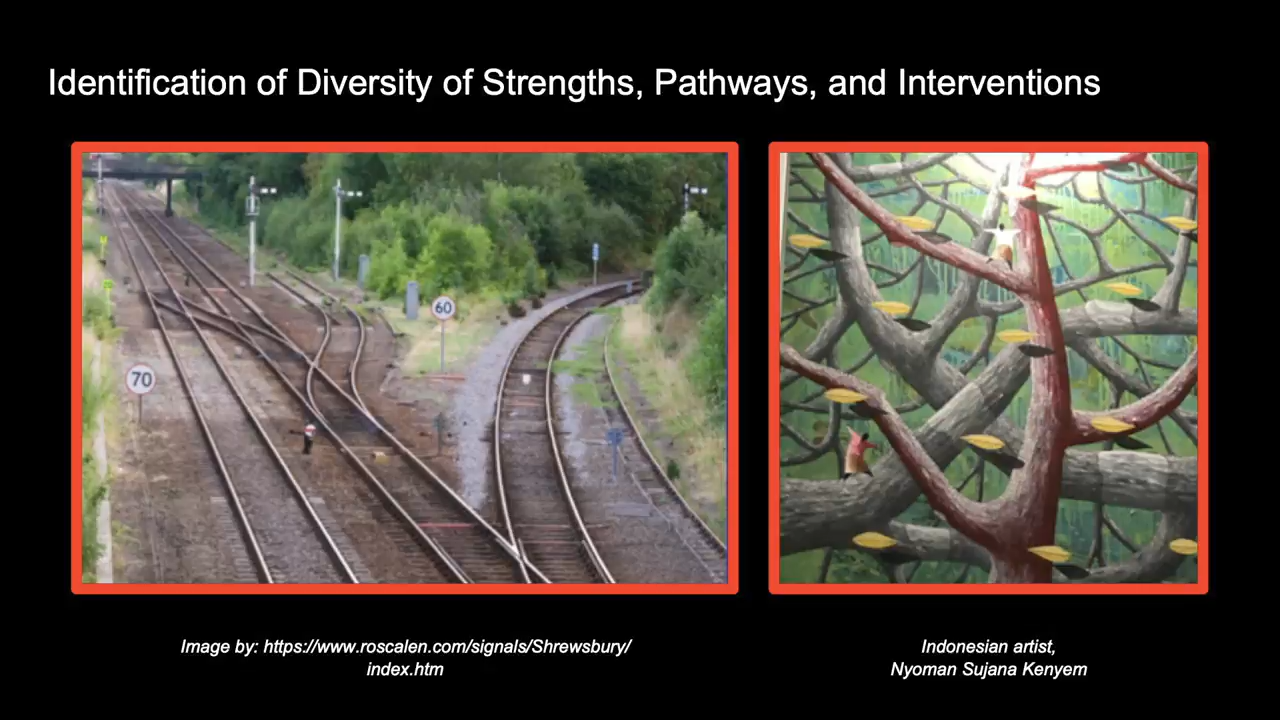 Identification of Diversity of Strengths, Pathways, and Interventions
60
70
Image by: https://www.roscalen.com/signals/Shrewsbury/
index.htm
Indonesian artist,
Nyoman Sujana Kenyem